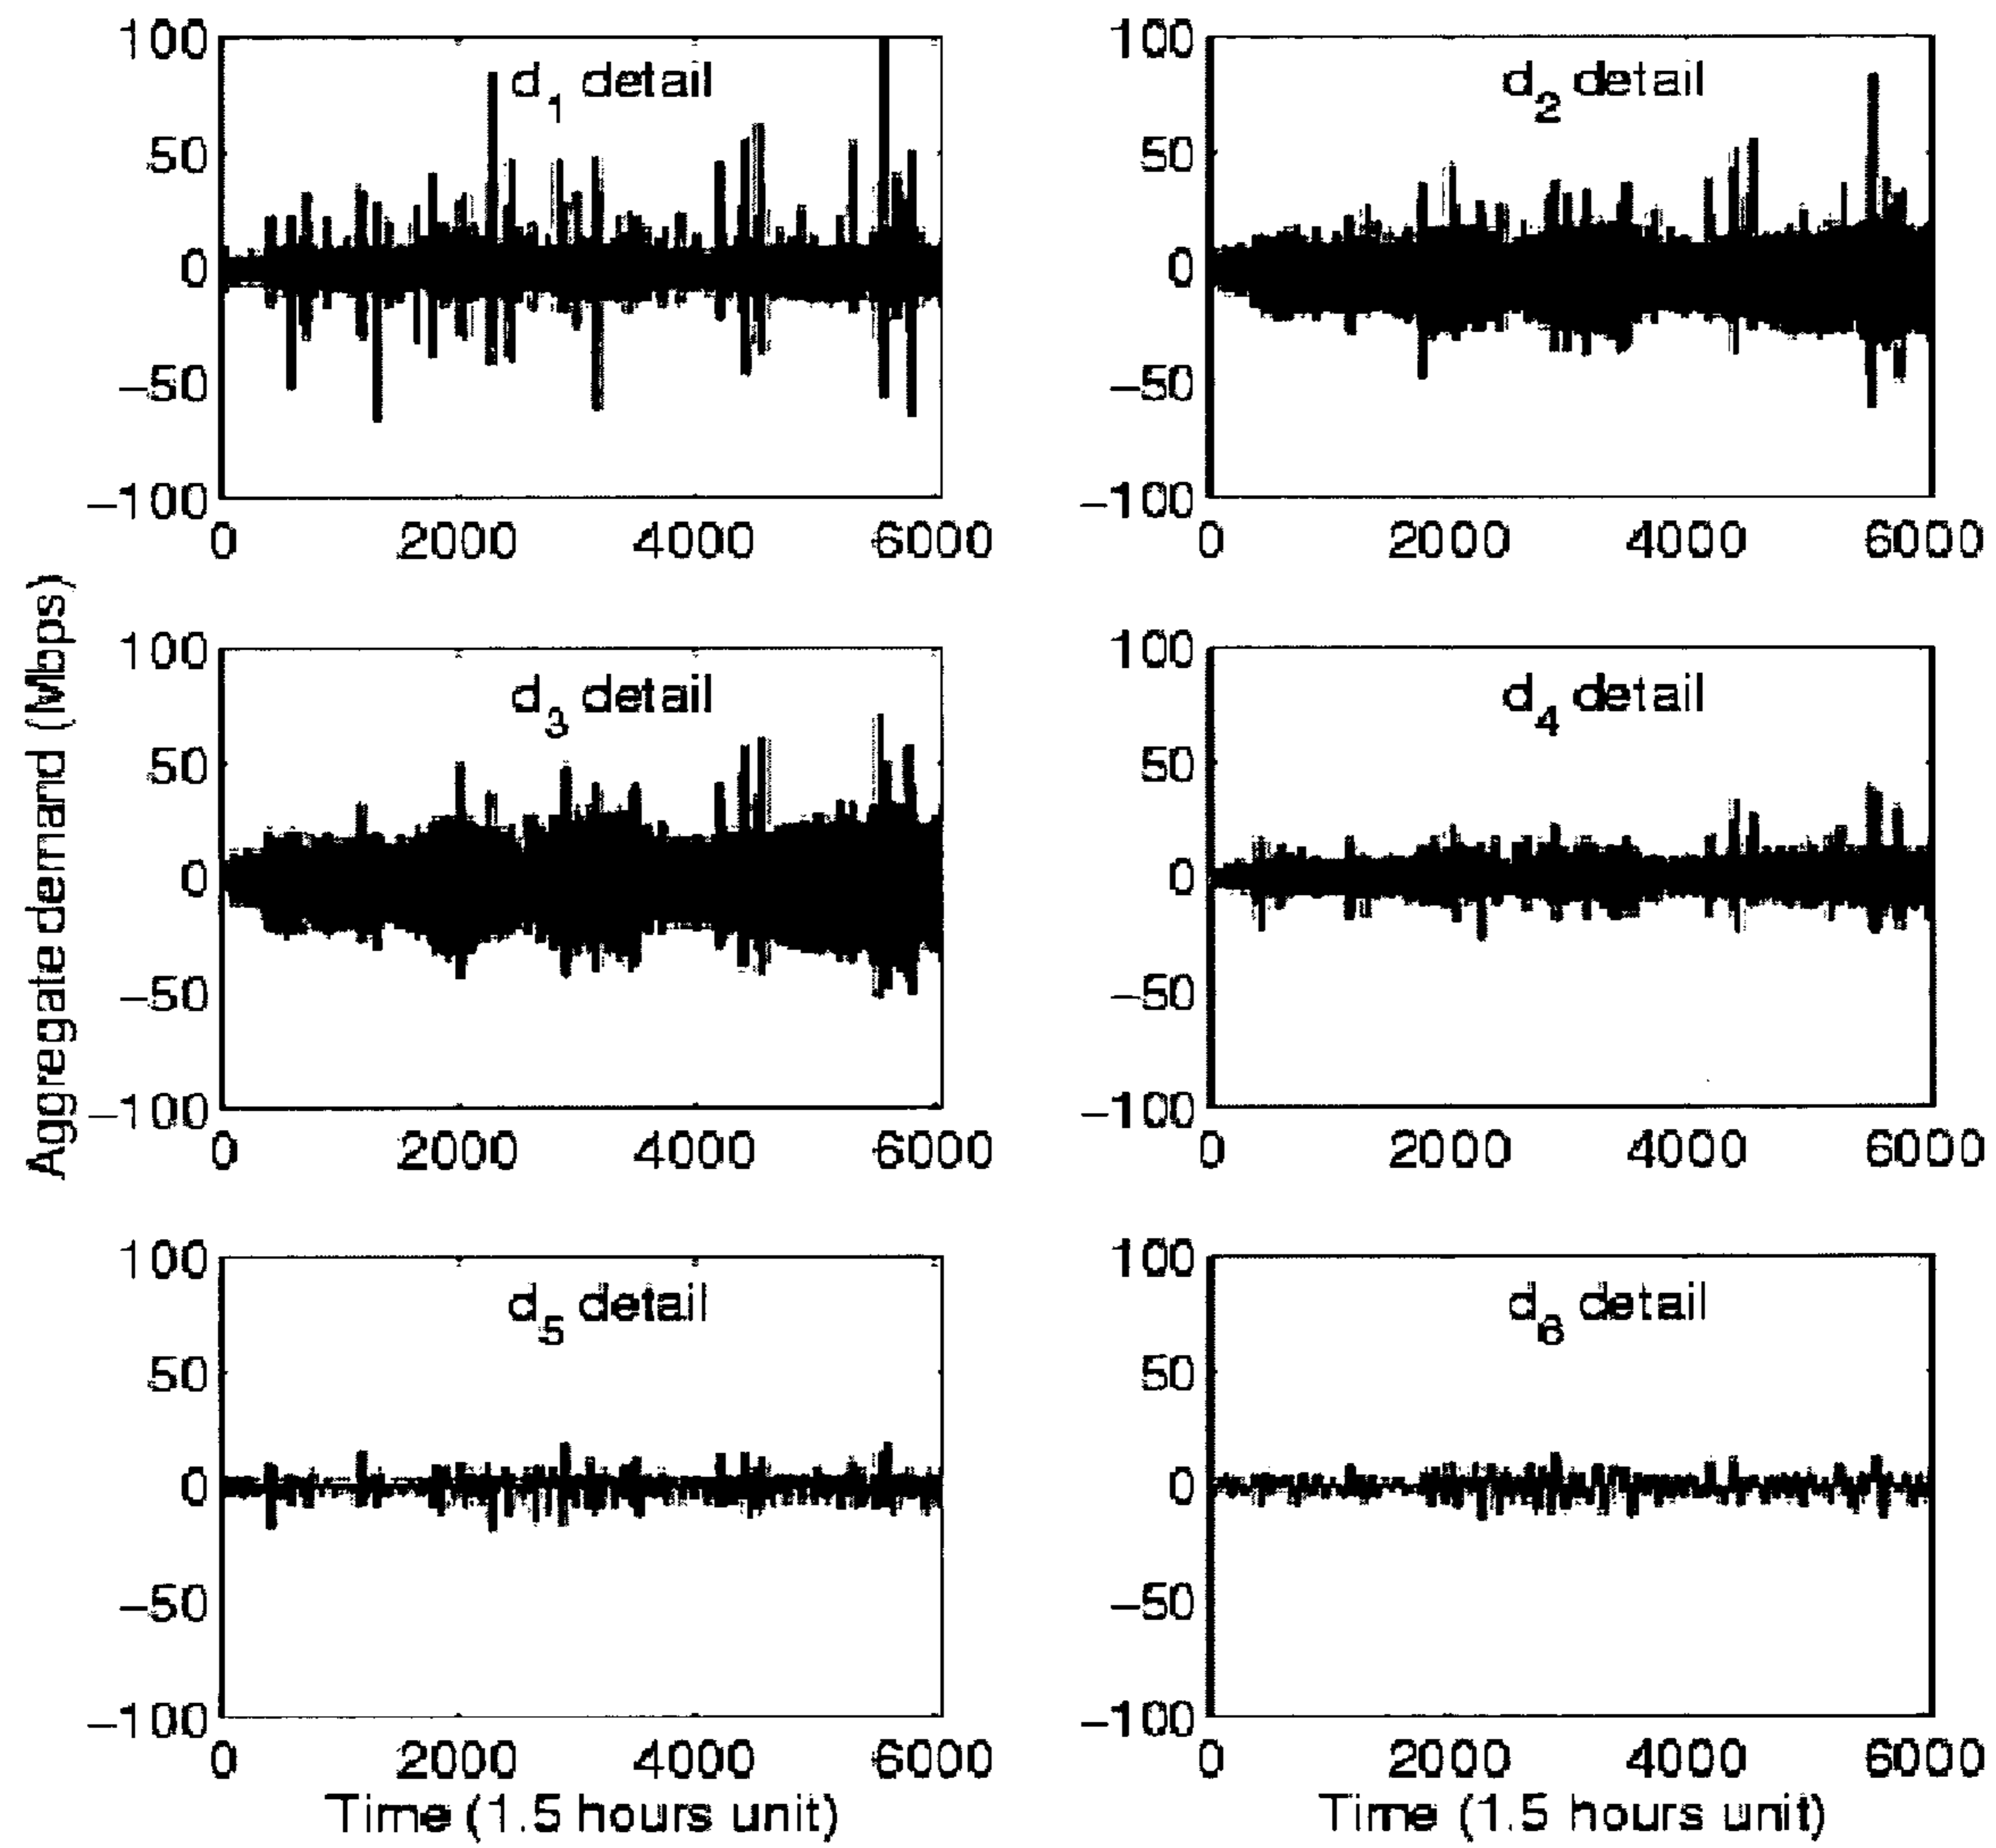 100
d1 detail
50
0
−50
−100
0 2000 4000 6000
100
d2 detail
50
0
−50
−100
0 2000 4000 6000
Aggregate demand (Mbps)
100
d3 detail
50
0
−50
−100
0 2000 4000 6000
100
d4 detail
50
0
−50
−100
0 2000 4000 6000
100
d5 detail
50
0
−50
−100
0 2000 4000 6000
Time (1.5 hours unit)
100
d6 detail
50
0
−50
−100
0 2000 4000 6000
Time (1.5 hours unit)